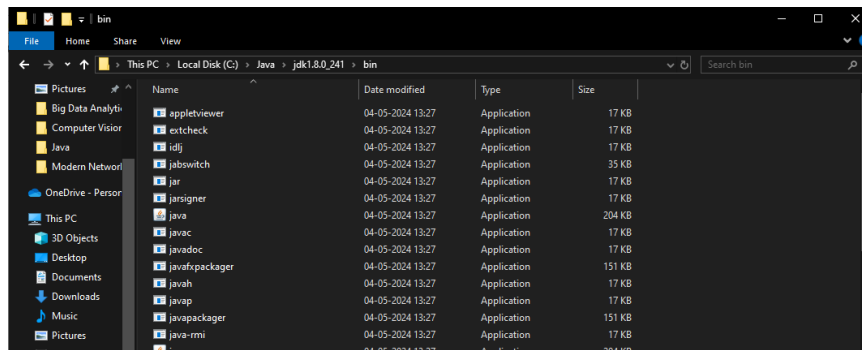 bin
File Home Share View
This PC > Local Disk (C:) > Java > jdk1.8.0_241 > bin
Search bin
Pictures
Big Data Analyti
Computer Vision
Java
Modern Network
OneDrive - Person
This PC
3D Objects
Desktop
Documents
Downloads
Music
Pictures
Name Date modified Type Size
appletviewer 04-05-2024 13:27 Application 17 KB
extcheck 04-05-2024 13:27 Application 17 KB
idlj 04-05-2024 13:27 Application 17 KB
jabswitch 04-05-2024 13:27 Application 35 KB
jar 04-05-2024 13:27 Application 17 KB
jarsigner 04-05-2024 13:27 Application 17 KB
java 04-05-2024 13:27 Application 204 KB
javac 04-05-2024 13:27 Application 17 KB
javadoc 04-05-2024 13:27 Application 17 KB
javafxpackager 04-05-2024 13:27 Application 151 KB
javah 04-05-2024 13:27 Application 17 KB
javap 04-05-2024 13:27 Application 17 KB
javapackager 04-05-2024 13:27 Application 151 KB
java-rmi 04-05-2024 13:27 Application 17 KB